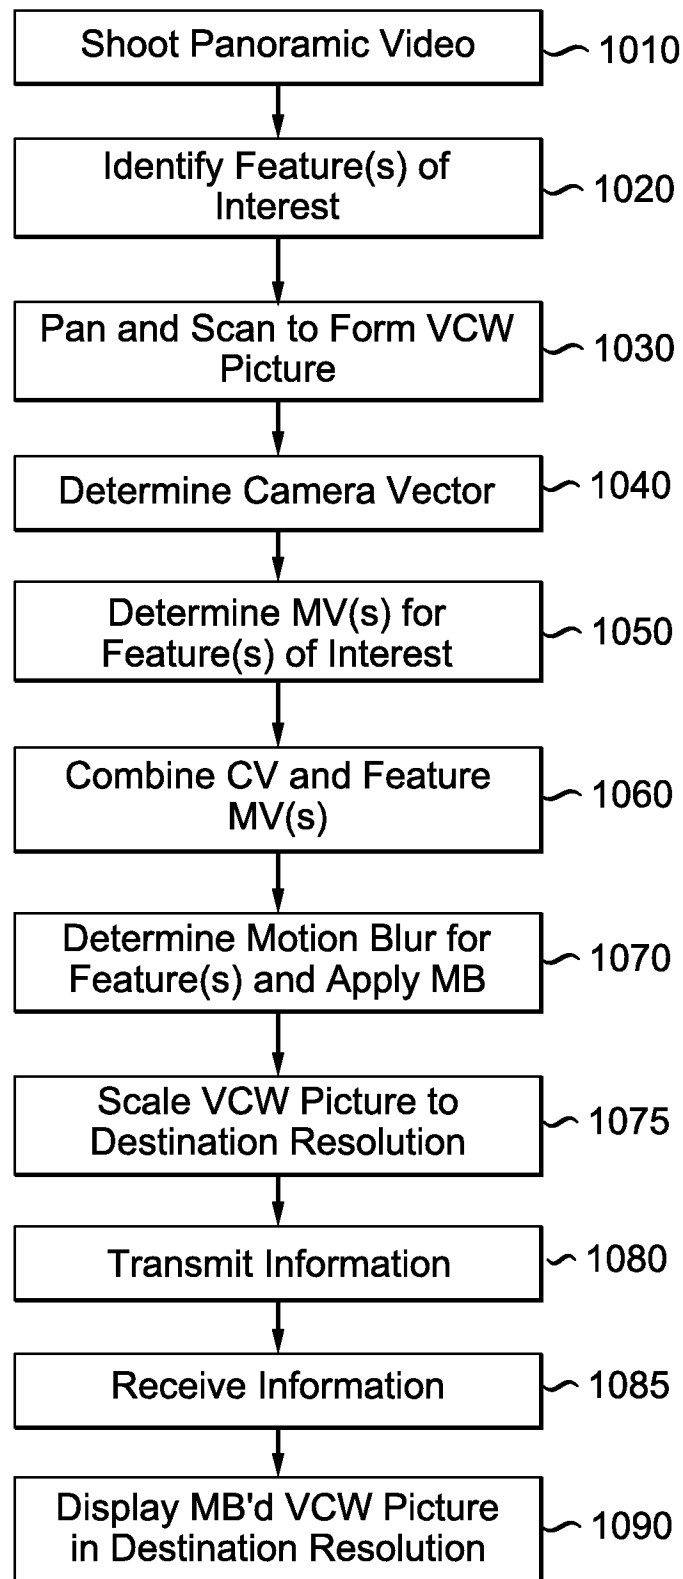 Shoot Panoramic Video
1010
Identify Feature(s) of
Interest
1020
Pan and Scan to Form VCW
Picture
1030
Determine Camera Vector
1040
Determine MV(s) for
Feature(s) of Interest
1050
Combine CV and Feature
MV(s)
1060
Determine Motion Blur for
Feature(s) and Apply MB
1070
Scale VCW Picture to
Destination Resolution
1075
Transmit Information
1080
Receive Information
1085
Display MB'd VCW Picture
in Destination Resolution
1090